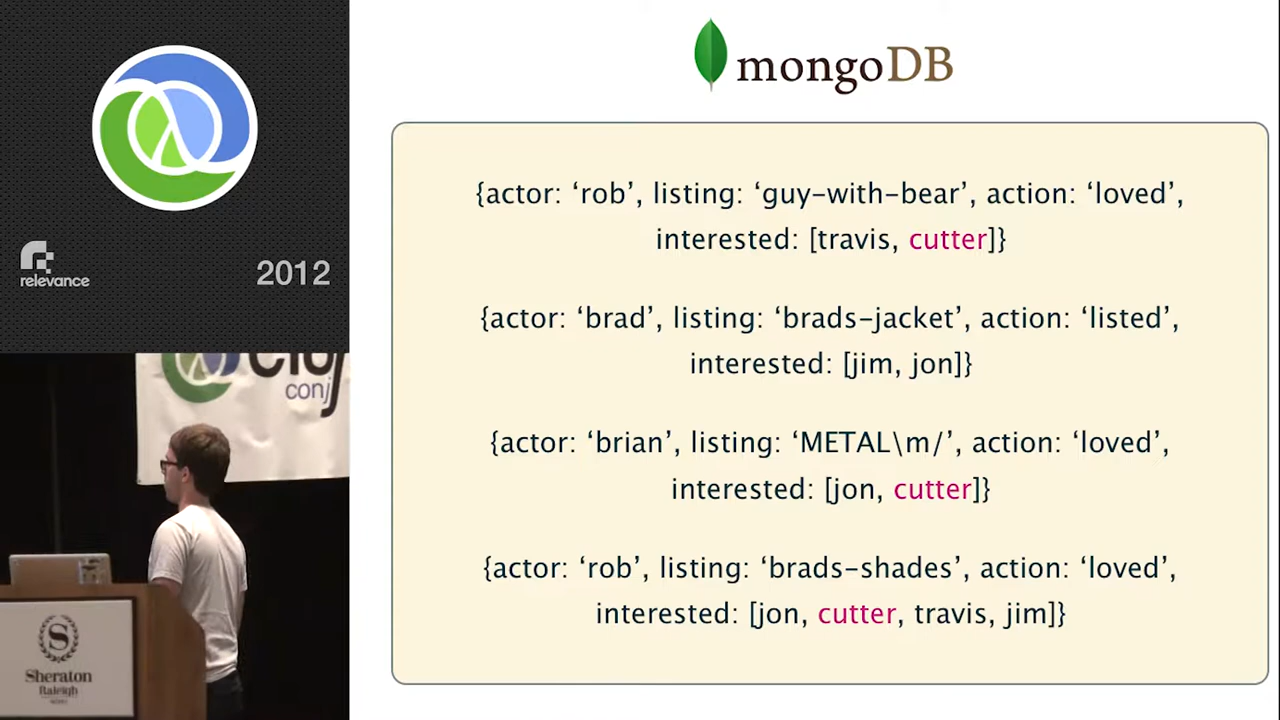 mongoDB
{actor: ‘rob’, listing: ‘guy-with-bear’, action: ‘loved’,
interested: [travis, cutter]}
{actor: ‘brad’, listing: ‘brads-jacket’, action: ‘listed’,
interested: [jim, jon]}
{actor: ‘brian’, listing: ‘METAL\m/’, action: ‘loved’,
interested: [jon, cutter]}
{actor: ‘rob’, listing: ‘brads-shades’, action: ‘loved’,
interested: [jon, cutter, travis, jim]}
relevance
2012
conj
S
Sheraton
Raleigh